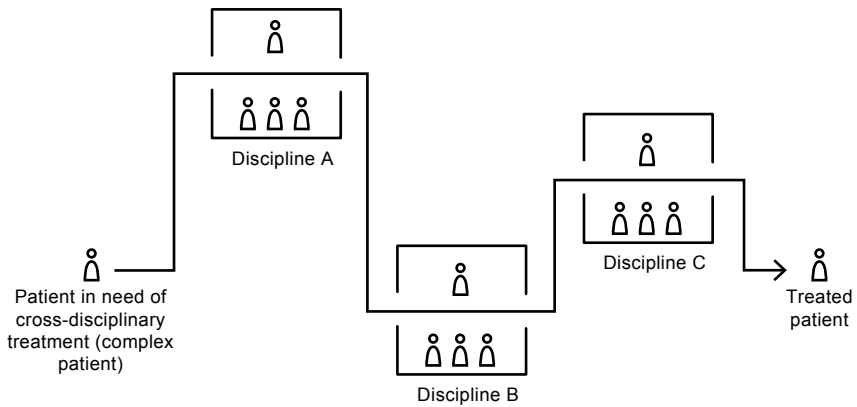 Discipline A
Discipline C
Patient in need of
cross-disciplinary
treatment (complex
patient)
Treated
patient
Discipline B